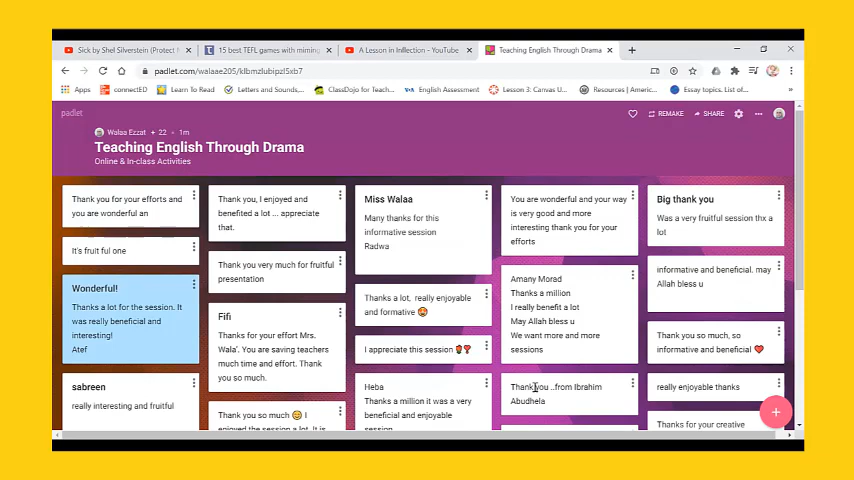 Sick by Shel Silverstein (Protect
15 best TEFL games with miming,
A Lesson in Inflection - YouTube
Teaching English Through Drama
padlet.com/walaae205/
Apps
connectED
Learn To Read
Letters and Sounds,...
ClassDojo for Teach...
English Assessment
Lesson 3: Canvas U...
Resources | Americ...
Essay topics. List of...
padlet
REMAKE
SHARE
Walaa Ezzat + 22 • 1m
Teaching English Through Drama
Online & In-class Activities
Thank you for your efforts and
you are wonderful an
It's fruit ful one
Wonderful!
Thanks a lot for the session. It
was really beneficial and
interesting!
Atef
sabreen
really interesting and fruitful
Thank you, I enjoyed and
benefited a lot ... appreciate
that.
Thank you very much for fruitful
presentation
Fifi
Thanks for your effort Mrs.
Wala'. You are saving teachers
much time and effort. Thank
you so much.
Thank you so much 😊 I
enjoyed the session a lot. It is
Miss Walaa
Many thanks for this
informative session
Radwa
Thanks a lot, really enjoyable
and formative 🤩
I appreciate this session 💐❣
Heba
Thanks a million it was a very
beneficial and enjoyable
session
You are wonderful and your way
is very good and more
interesting thank you for your
efforts
Amany Morad
Thanks a million
I really benefit a lot
May Allah bless u
We want more and more
sessions
Thank you ..from Ibrahim
Abudhela
Big thank you
Was a very fruitful session thx a
lot
informative and beneficial. may
Allah bless u
Thank you so much, so
informative and beneficial ❤
really enjoyable thanks
Thanks for your creative